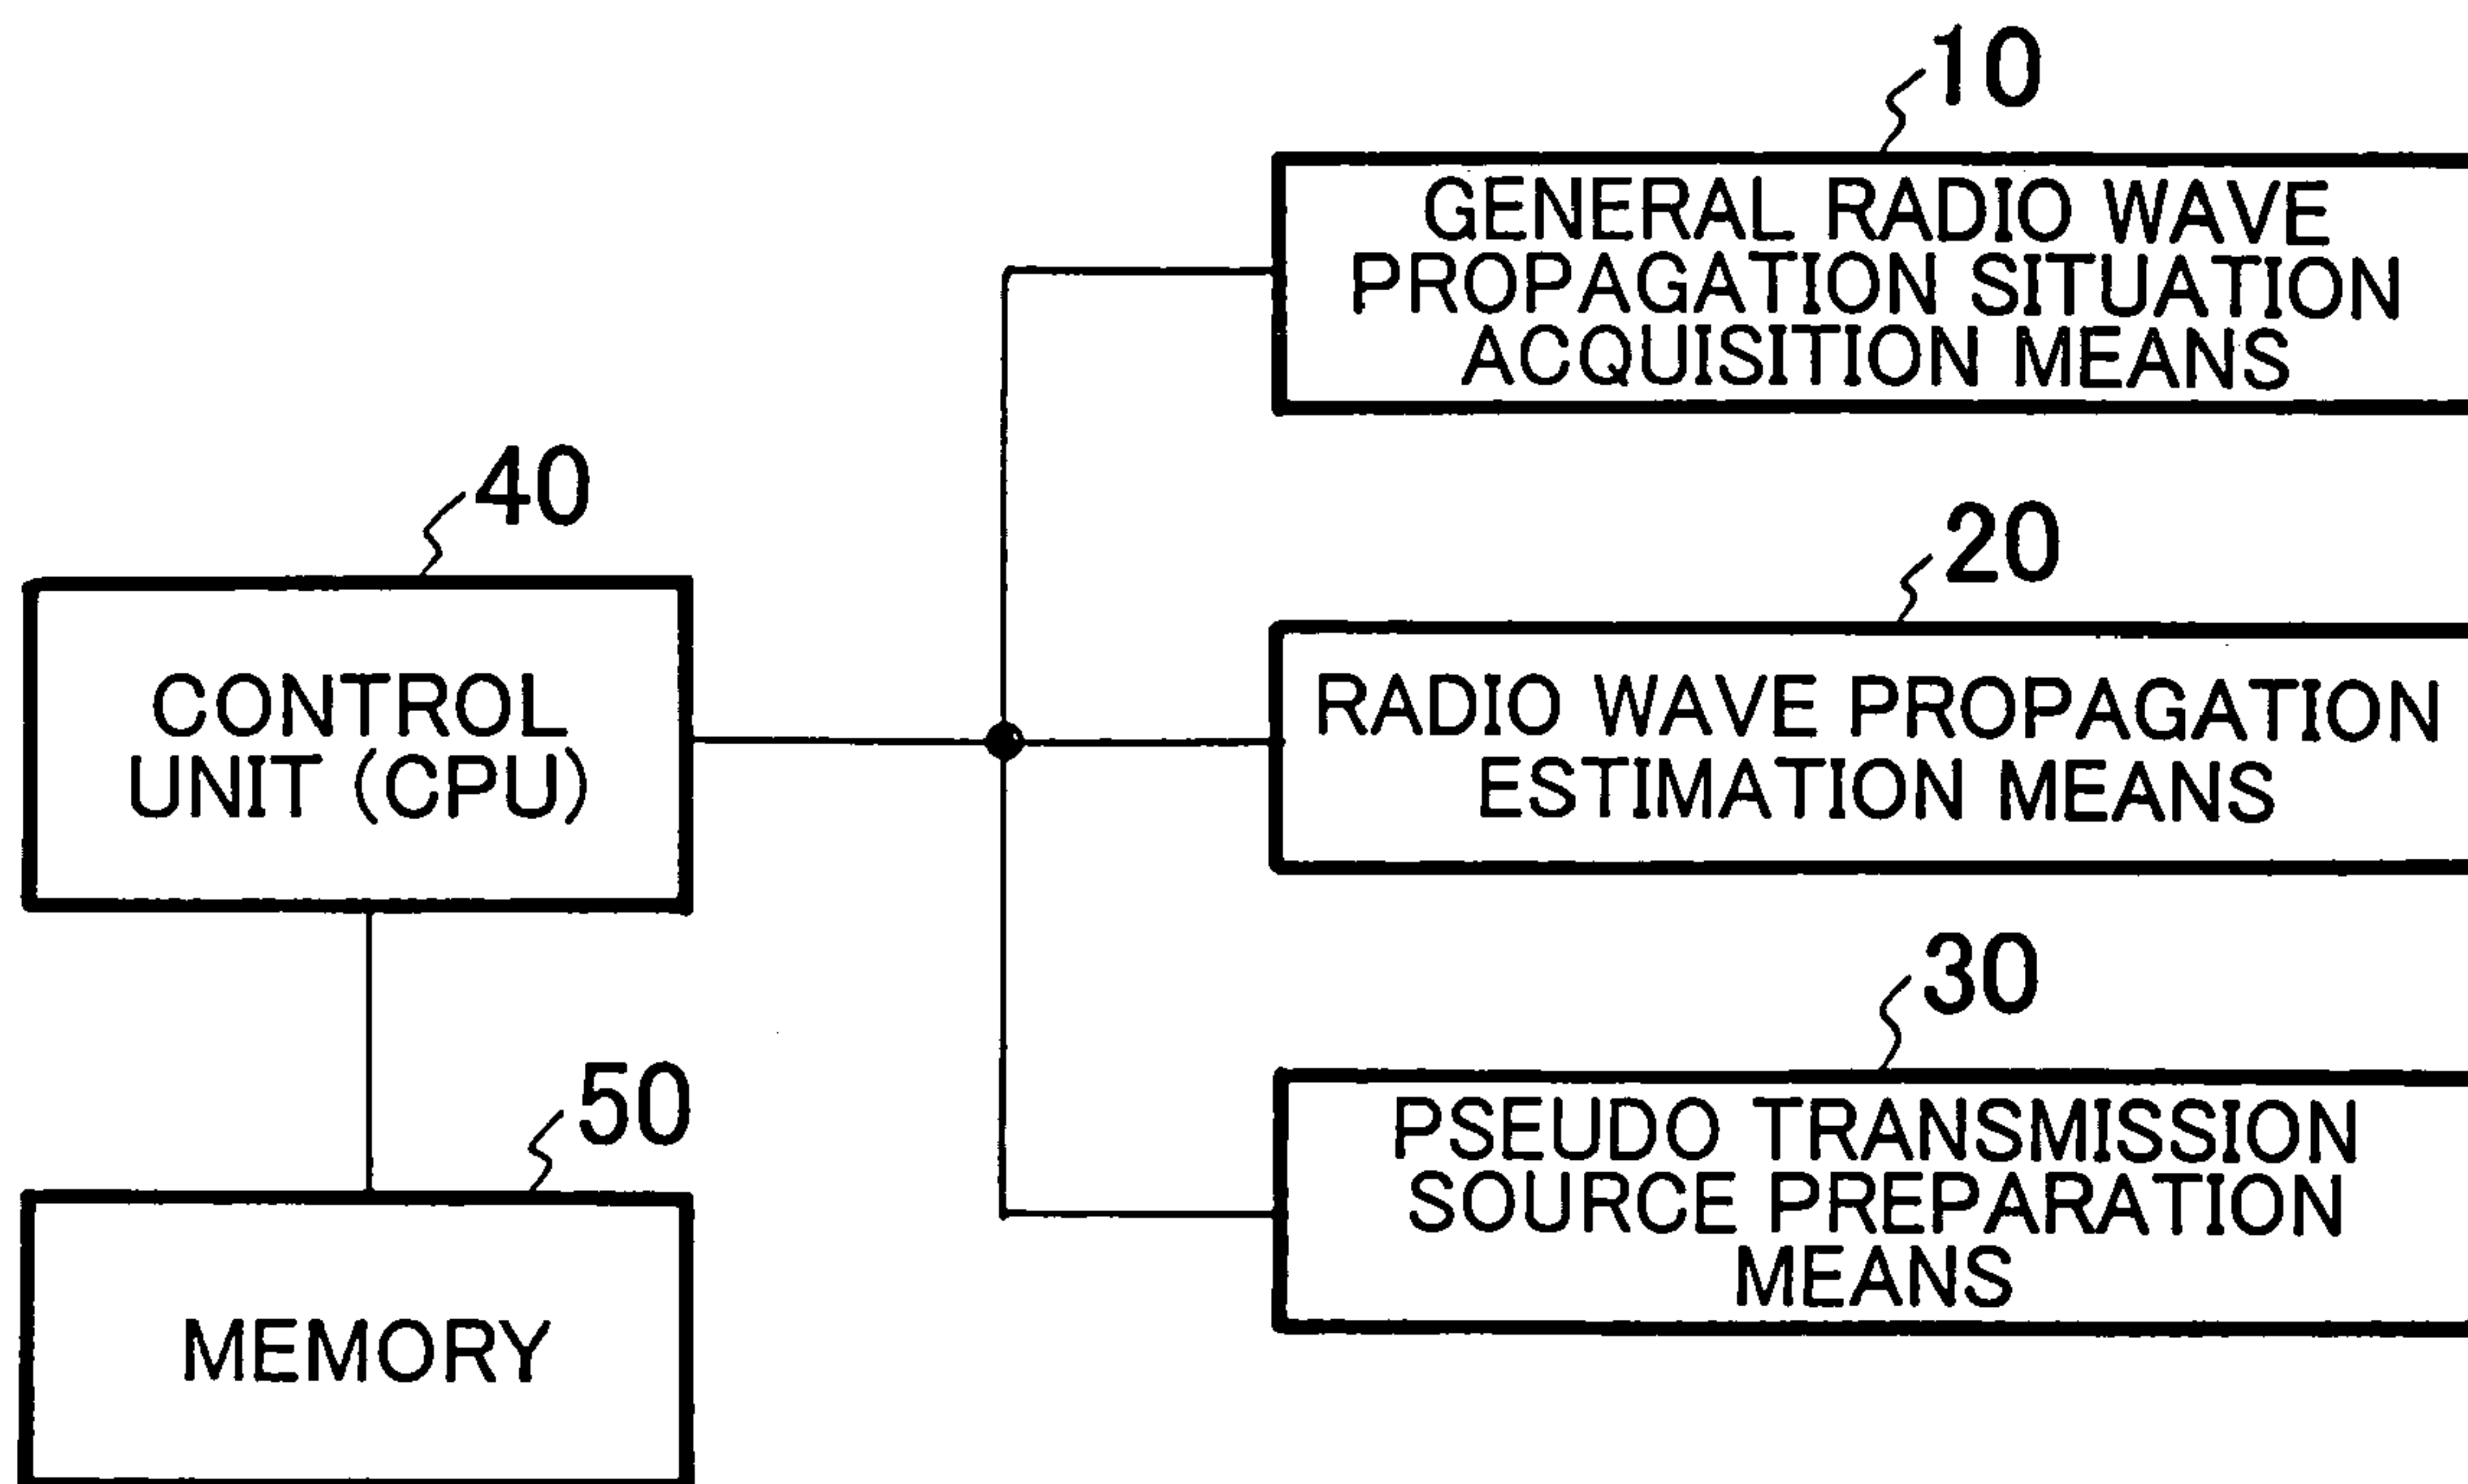 10
GENERAL RADIO WAVE
PROPAGATION SITUATION
ACQUISITION MEANS
40
CONTROL
UNIT (CPU)
20
RADIO WAVE PROPAGATION
ESTIMATION MEANS
50
MEMORY
30
PSEUDO TRANSMISSION
SOURCE PREPARATION
MEANS